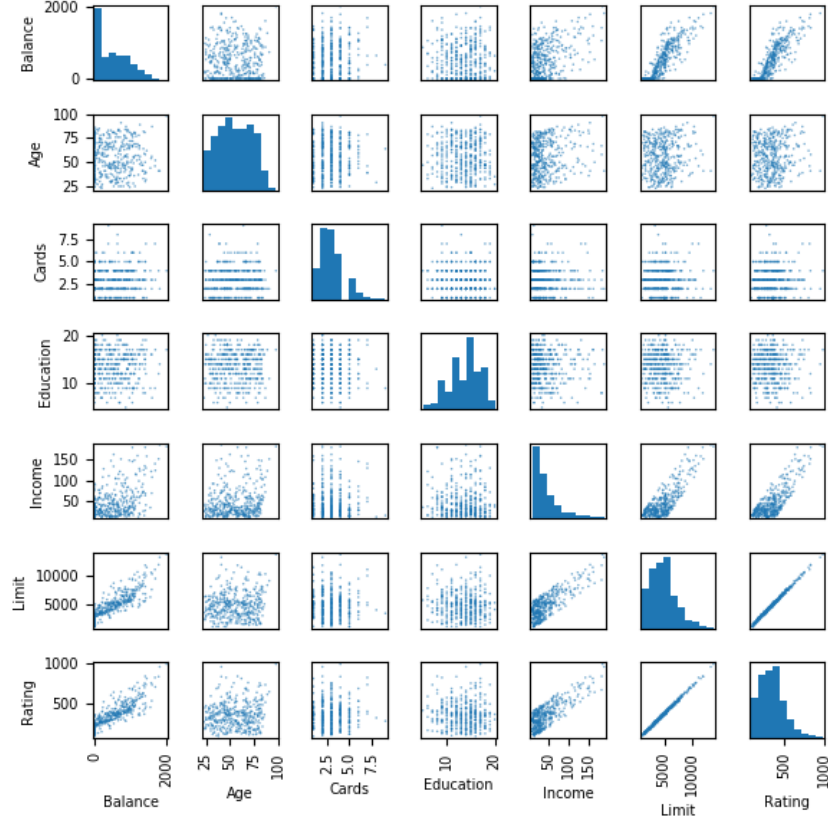 2000
Balance
0
100
75
Age
50
25
7.5
Cards
5.0
2.5
20
Education
10
150
Income
100
50
10000
Limit
5000
1000
Rating
500
0 2000 25 50 75 100 2.5 5.0 7.5 10 20 50 100 150 5000 10000 500 1000
Balance Age Cards Education Income Limit Rating